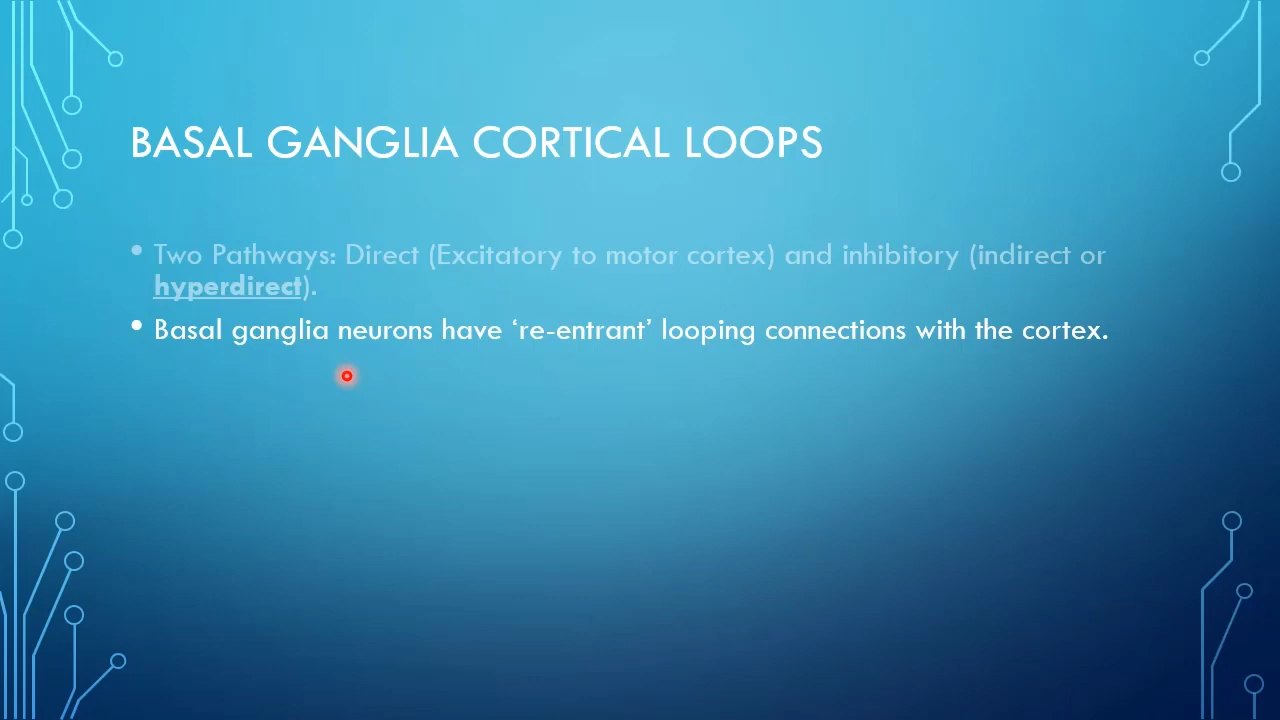 BASAL GANGLIA CORTICAL LOOPS
• Two Pathways: Direct (Excitatory to motor cortex) and inhibitory (indirect or
hyperdirect).
• Basal ganglia neurons have ‘re-entrant’ looping connections with the cortex.